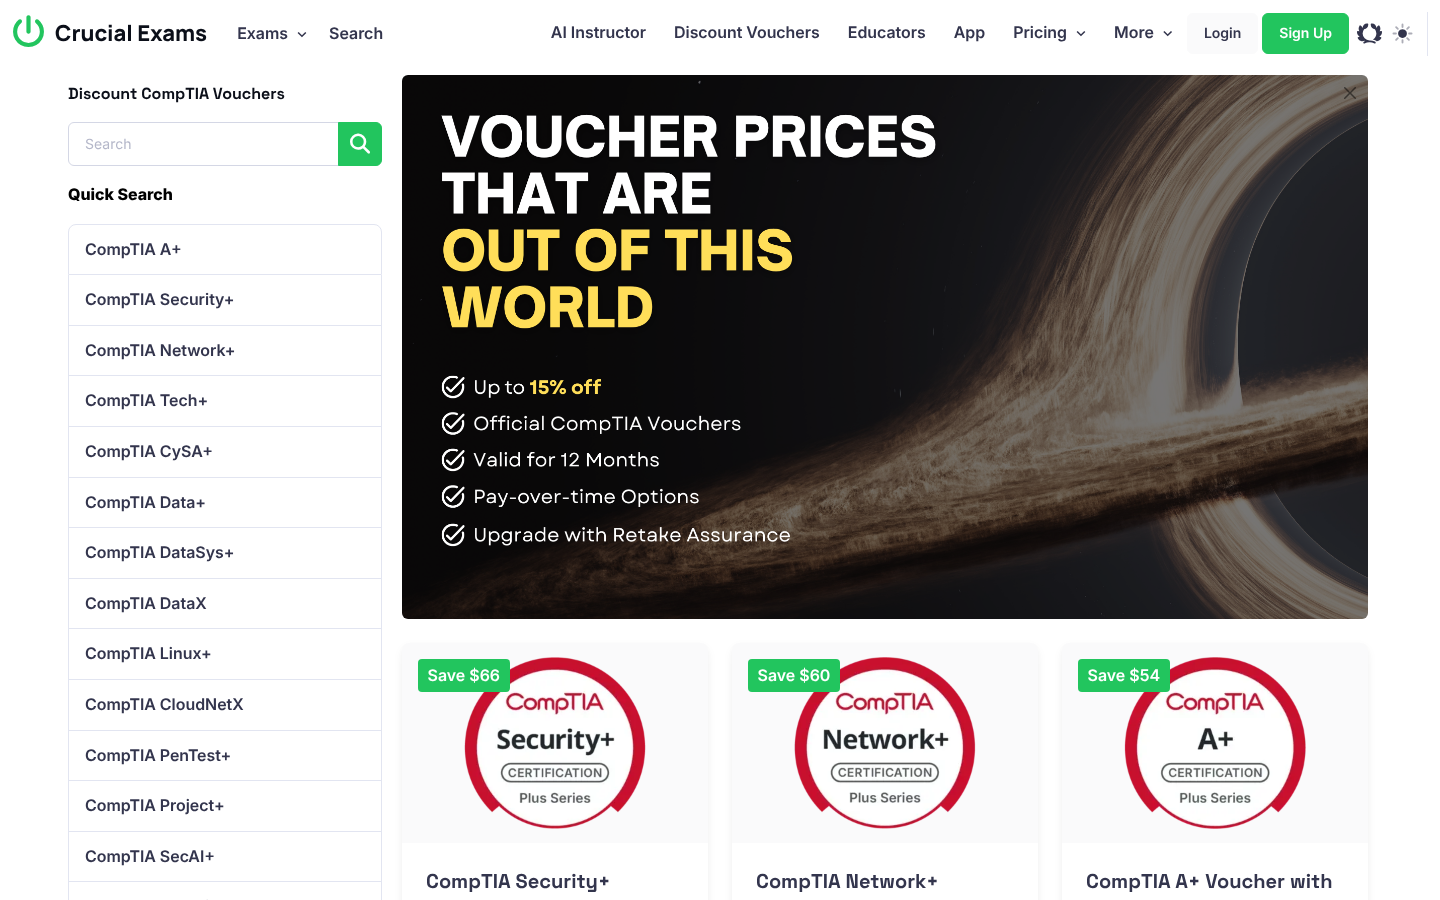 Crucial Exams
Exams
Search
AI Instructor
Discount Vouchers
Educators
App
Pricing
More
Login
Sign Up
Discount CompTIA Vouchers
Search
Quick Search
CompTIA A+
CompTIA Security+
CompTIA Network+
CompTIA Tech+
CompTIA CySA+
CompTIA Data+
CompTIA DataSys+
CompTIA DataX
CompTIA Linux+
CompTIA CloudNetX
CompTIA PenTest+
CompTIA Project+
CompTIA SecAI+
VOUCHER PRICES
THAT ARE
OUT OF THIS
WORLD
Up to 15% off
Official CompTIA Vouchers
Valid for 12 Months
Pay-over-time Options
Upgrade with Retake Assurance
Save $66
CompTIA
Security+
CERTIFICATION
Plus Series
CompTIA Security+
Save $60
CompTIA
Network+
CERTIFICATION
Plus Series
CompTIA Network+
Save $54
CompTIA
A+
CERTIFICATION
Plus Series
CompTIA A+ Voucher with